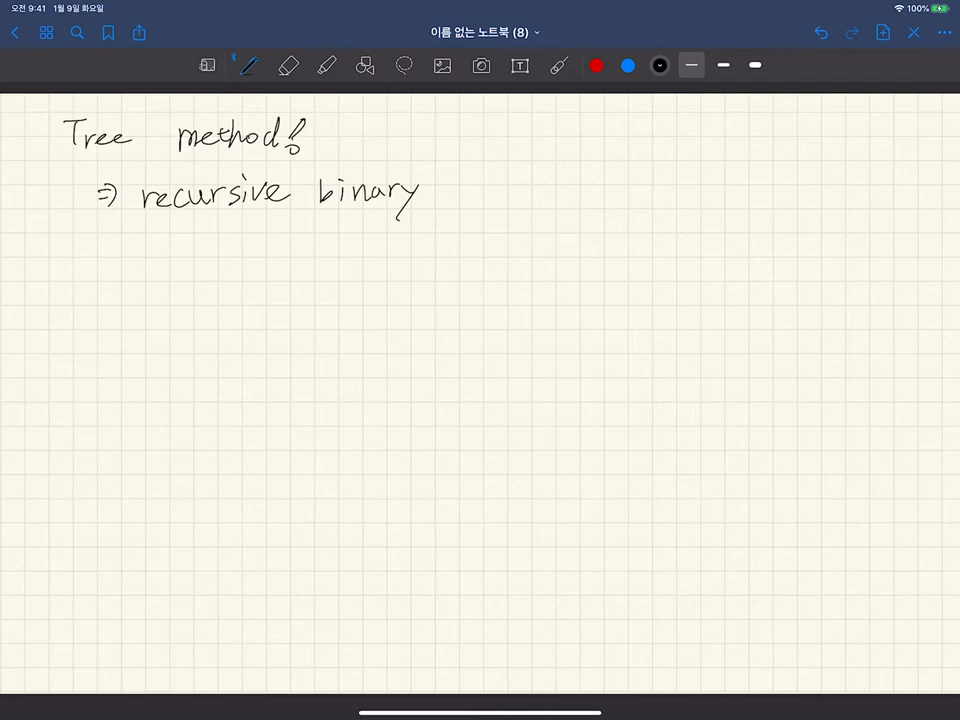 오전 9:41 1월 9일 화요일
100%
이름 없는 노트북 (8)
T
Tree method!
⇒ recursive binary